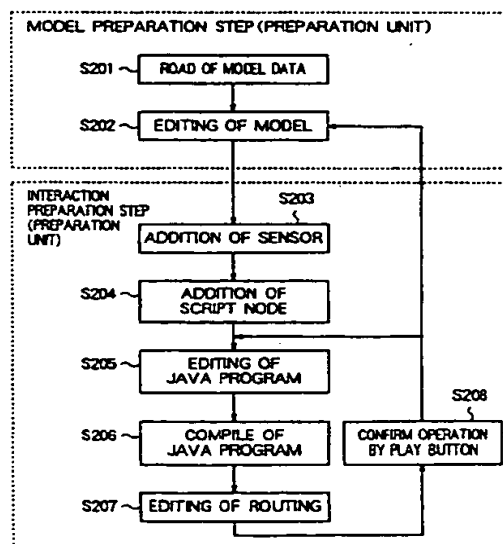 MODEL PREPARATION STEP (PREPARATION UNIT)
S201
ROAD OF MODEL DATA
S202
EDITING OF MODEL
INTERACTION
PREPARATION STEP
(PREPARATION
UNIT)
S203
ADDITION OF SENSOR
S204
ADDITION OF
SCRIPT NODE
S205
EDITING OF
JAVA PROGRAM
S206
COMPILE OF
JAVA PROGRAM
S208
CONFIRM OPERATION
BY PLAY BUTTON
S207
EDITING OF ROUTING